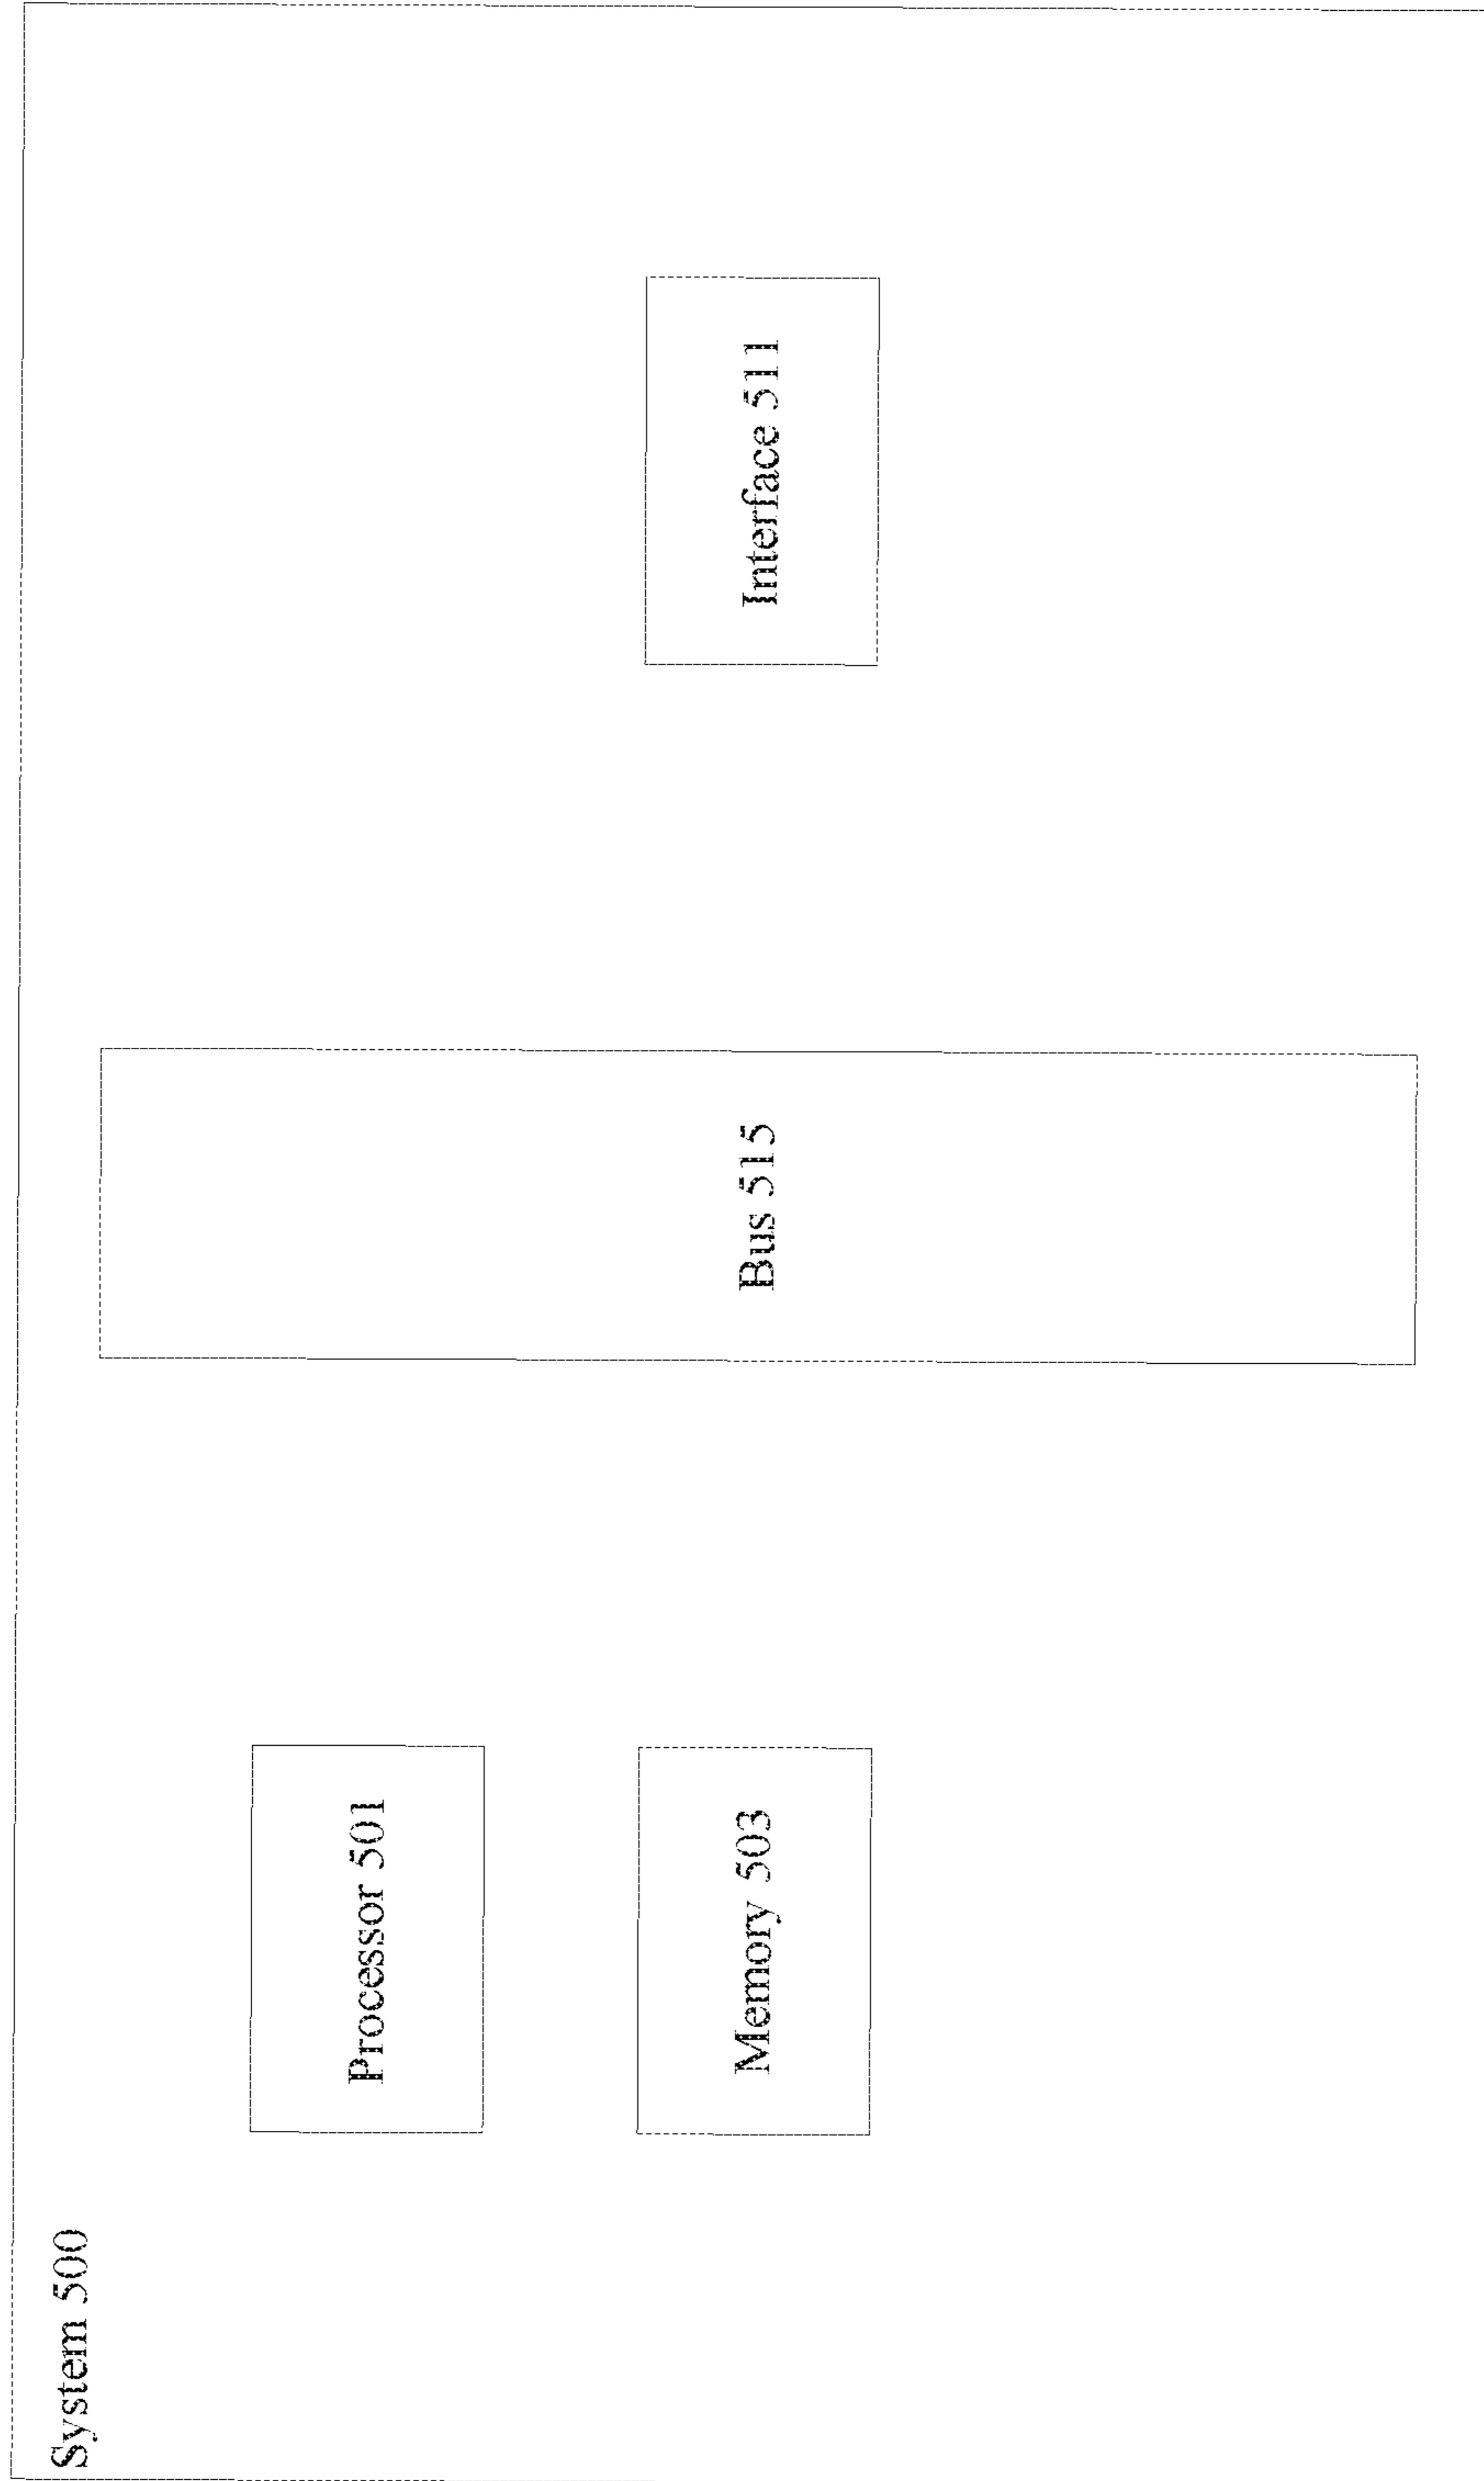 System 500
Processor 501
Memory 503
Bus 515
Interface 511